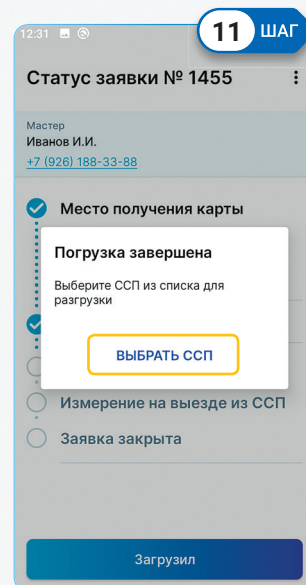 11 ШАГ
12:31
Статус заявки № 1455
Мастер
Иванов И.И.
+7 (926) 188-33-88
Место получения карты
Погрузка завершена
Выберите ССП из списка для
разгрузки
ВЫБРАТЬ ССП
Измерение на выезде из ССП
Заявка закрыта
Загрузил